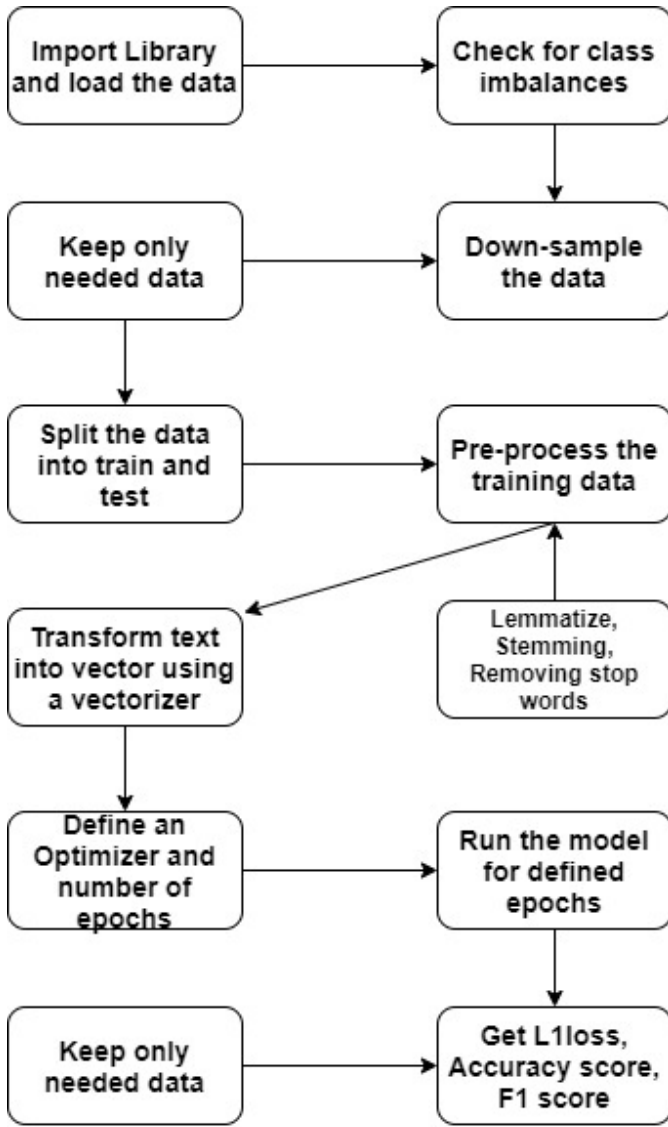 Import Library
and load the data
Check for class
imbalances
Keep only
needed data
Down-sample
the data
Split the data
into train and
test
Pre-process the
training data
Transform text
into vector using
a vectorizer
Lemmatize,
Stemming,
Removing stop
words
Define an
Optimizer and
number of
epochs
Run the model
for defined
epochs
Keep only
needed data
Get L1loss,
Accuracy score,
F1 score